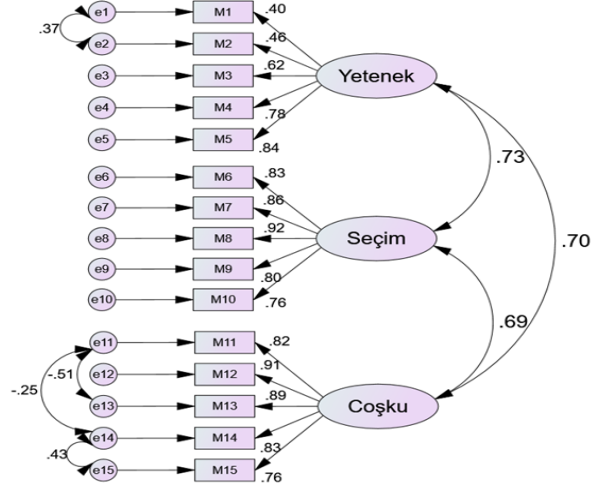 e1 M1 .40
.37
e2 M2 .46
e3 M3 .62
Yetenek
e4 M4 .78
e5 M5 .84
.73
e6 M6 .83
e7 M7 .86
e8 M8 .92
Seçim
.70
e9 M9 .80
e10 M10 .76
.69
e11 M11 .82
e12 M12 .91
-.51
-.25
e13 M13 .89
Coşku
e14 M14 .83
.43
e15 M15 .76